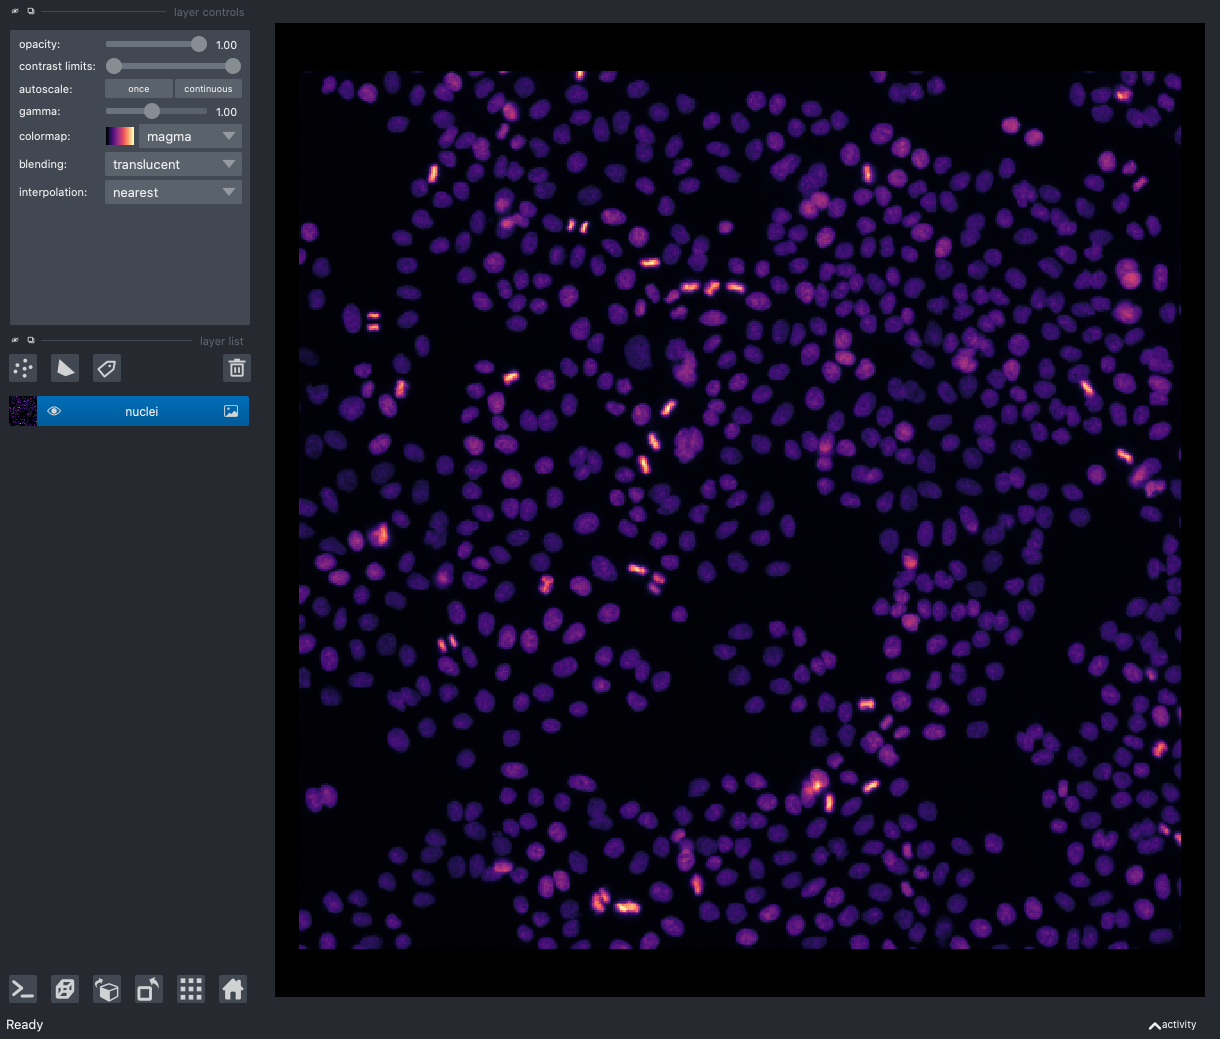 layer controls
opacity: 1.00
contrast limits:
autoscale: once continuous
gamma: 1.00
colormap: magma
blending: translucent
interpolation: nearest
layer list
nuclei
Ready
activity